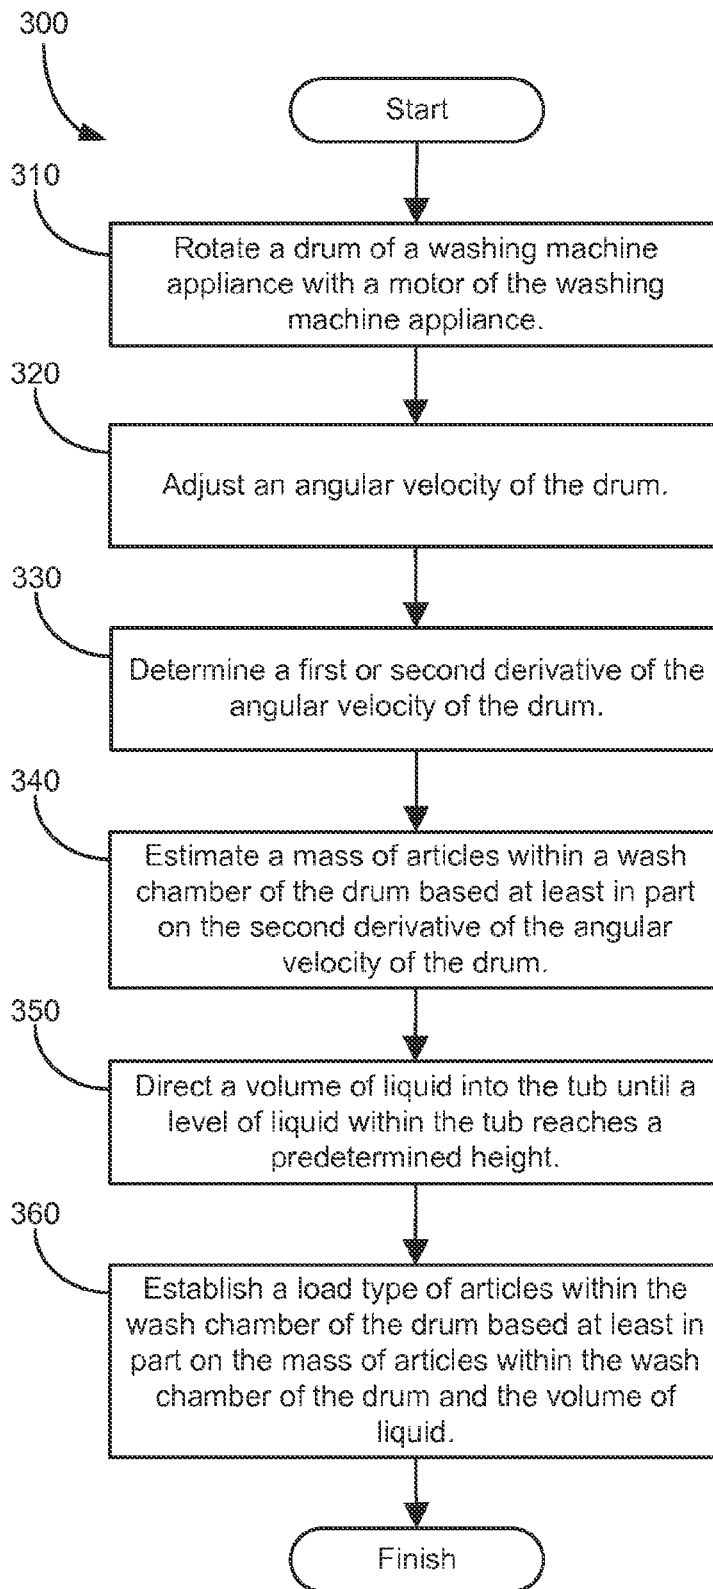 300
Start
310
Rotate a drum of a washing machine
appliance with a motor of the washing
machine appliance.
320
Adjust an angular velocity of the drum.
330
Determine a first or second derivative of the
angular velocity of the drum.
340
Estimate a mass of articles within a wash
chamber of the drum based at least in part
on the second derivative of the angular
velocity of the drum.
350
Direct a volume of liquid into the tub until a
level of liquid within the tub reaches a
predetermined height.
360
Establish a load type of articles within the
wash chamber of the drum based at least in
part on the mass of articles within the wash
chamber of the drum and the volume of
liquid.
Finish